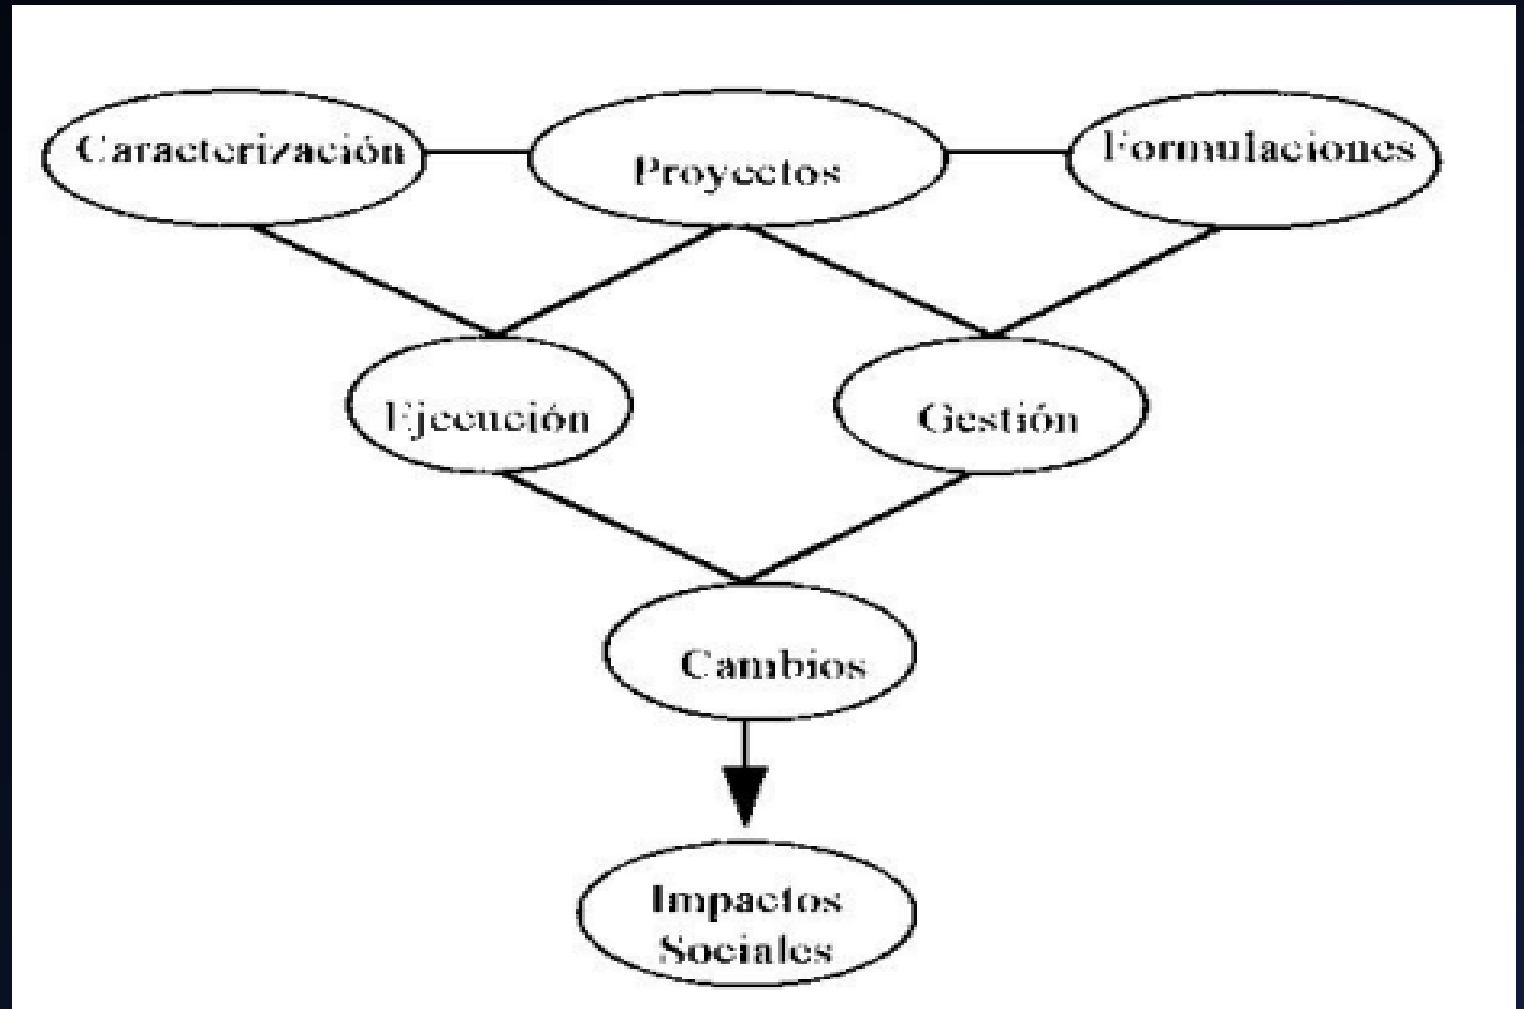 Caracterización
Proyectos
Formulaciones
Ejecución
Gestión
Cambios
Impactos
Sociales